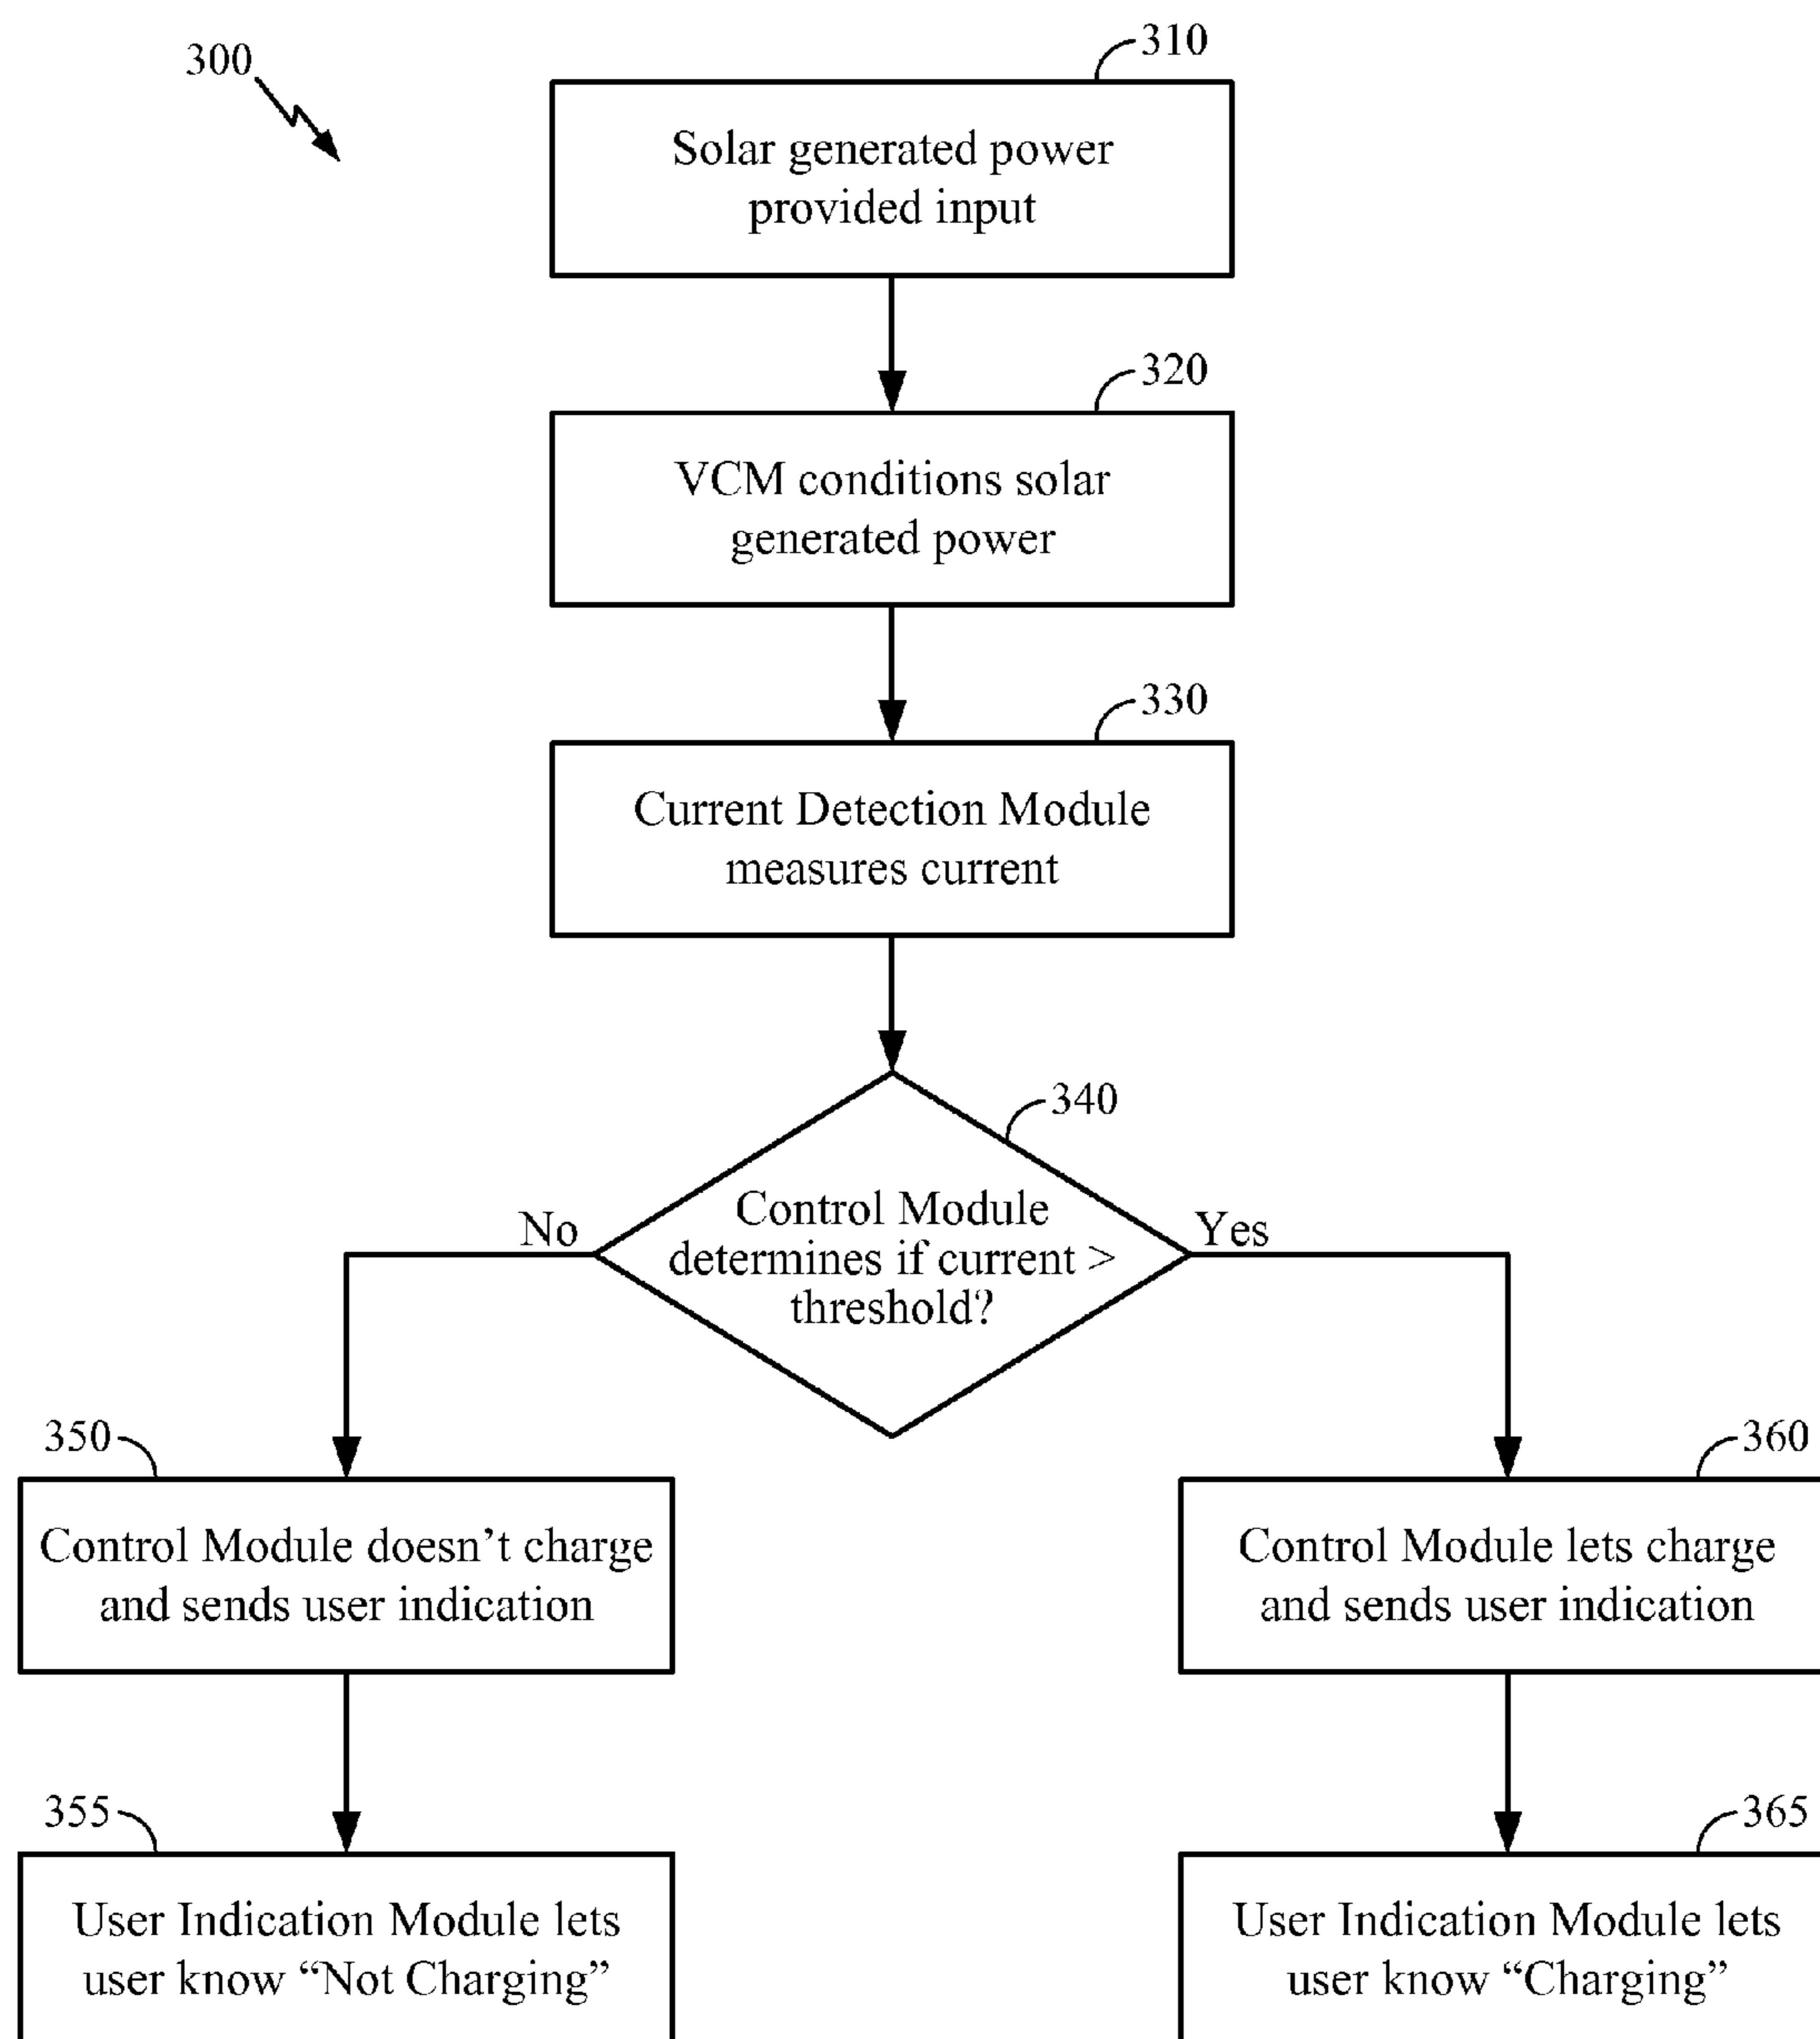 300
310
Solar generated power
provided input
320
VCM conditions solar
generated power
330
Current Detection Module
measures current
340
Control Module
determines if current >
threshold?
No
Yes
350
Control Module doesn’t charge
and sends user indication
360
Control Module lets charge
and sends user indication
355
User Indication Module lets
user know “Not Charging”
365
User Indication Module lets
user know “Charging”